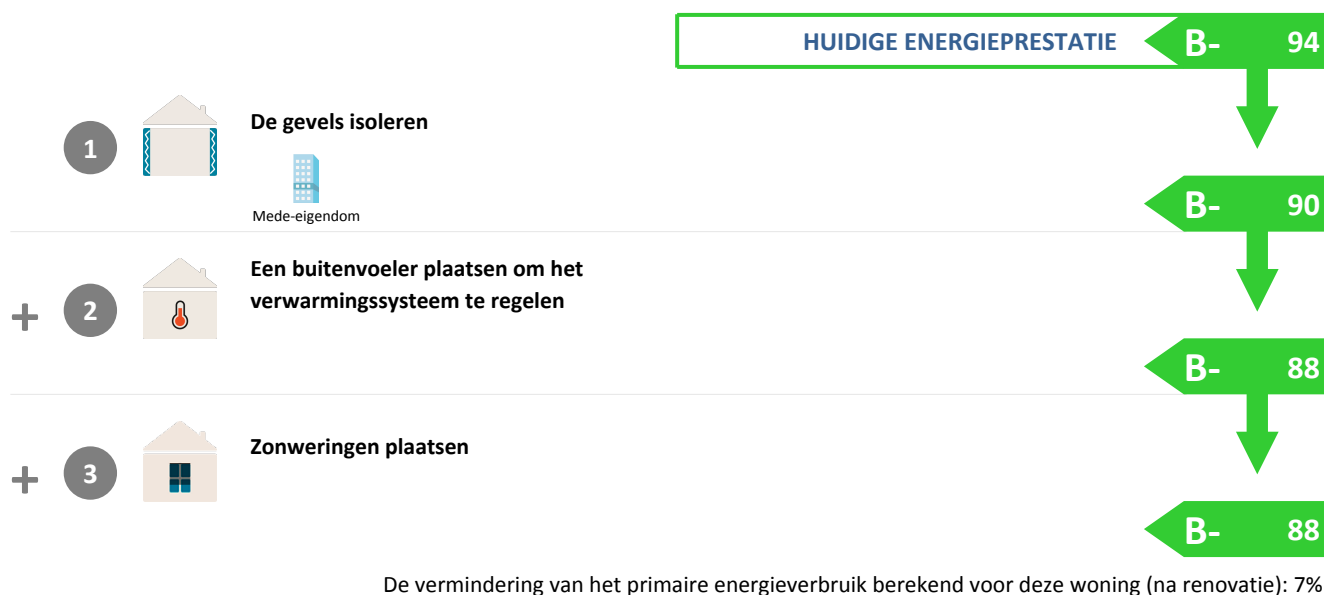 HUIDIGE ENERGIEPRESTATIE
B- 94
1
De gevels isoleren
Mede-eigendom
B- 90
+ 2
Een buitenvoeler plaatsen om het
verwarmingssysteem te regelen
B- 88
+ 3
Zonweringen plaatsen
B- 88
De vermindering van het primaire energieverbruik berekend voor deze woning (na renovatie): 7%